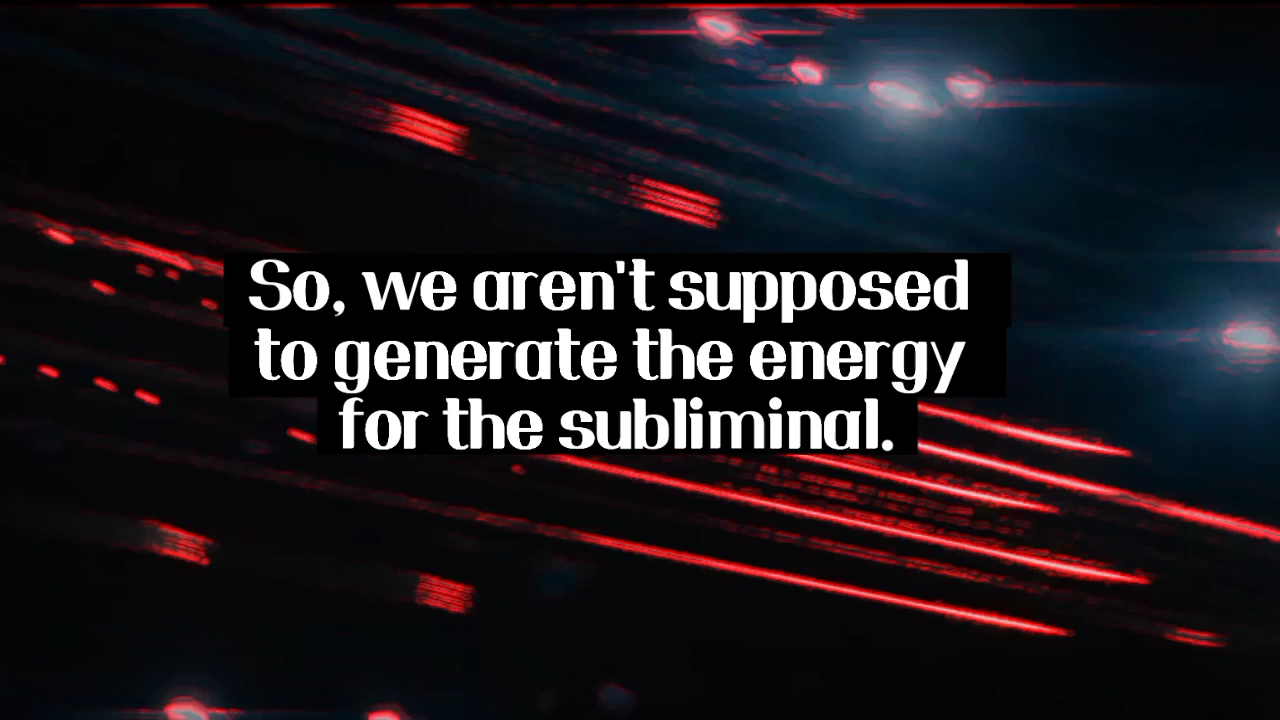 So, we aren't supposed
to generate the energy
for the subliminal.